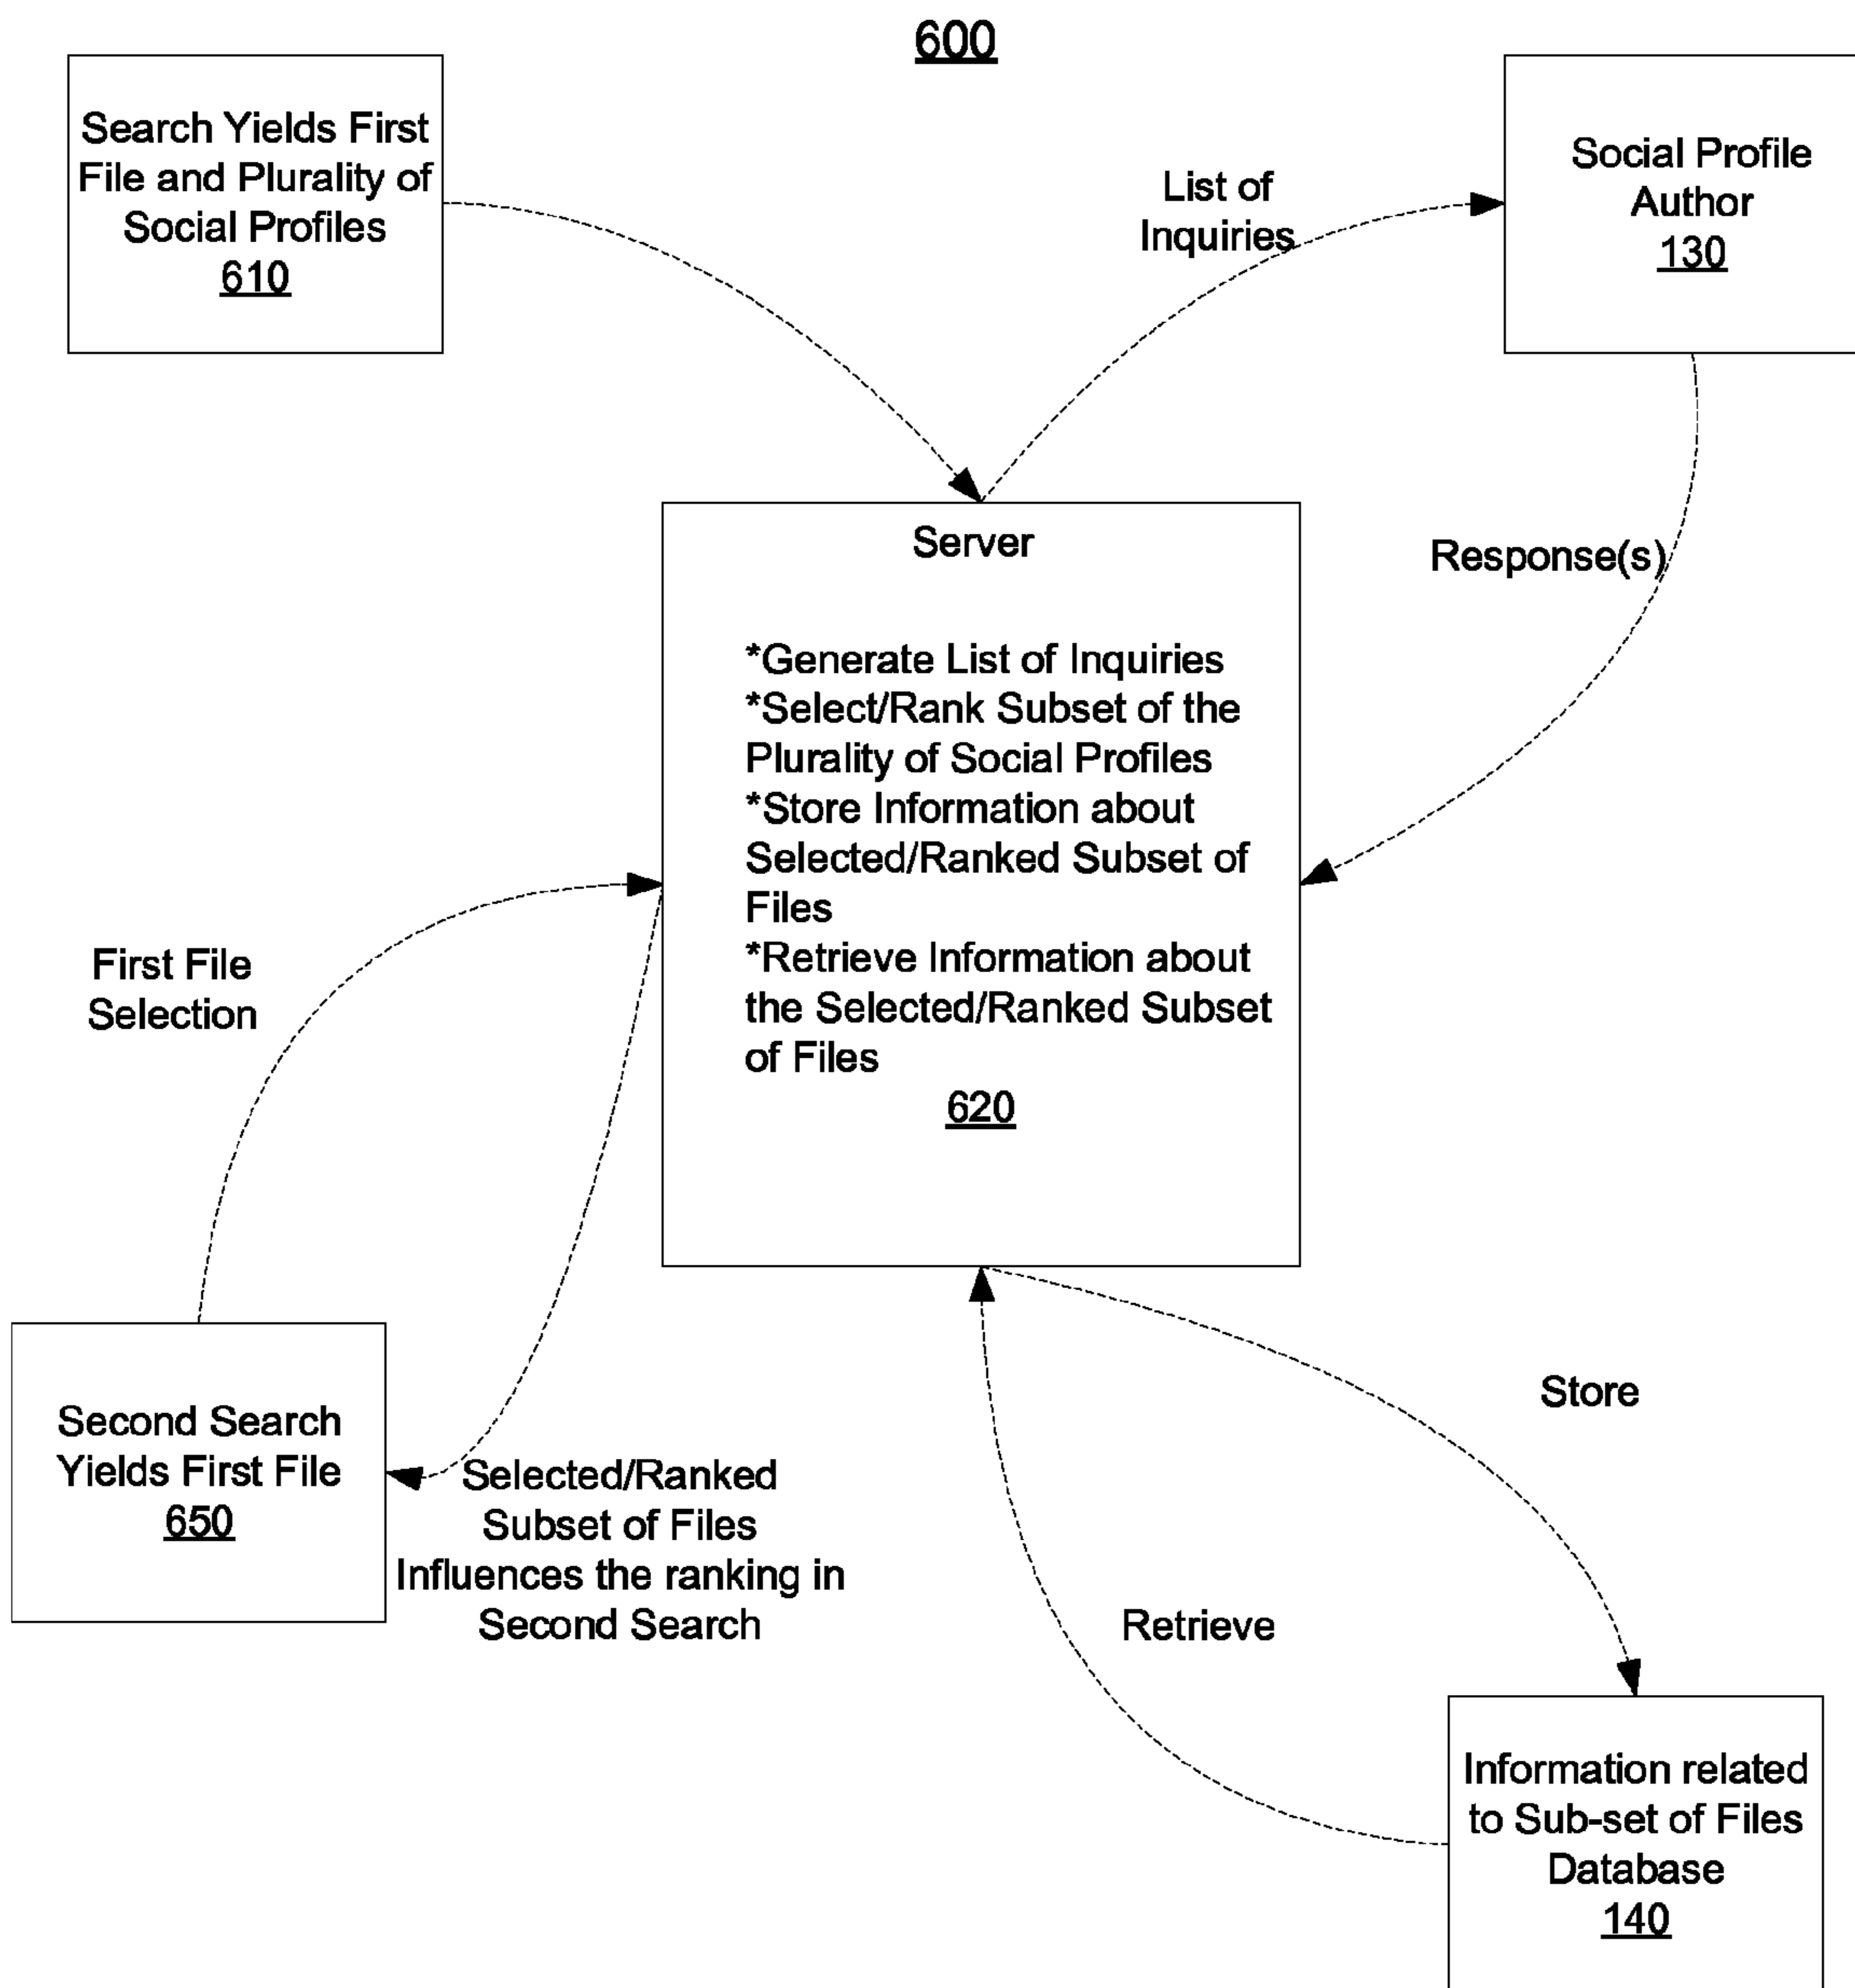 600
Search Yields First
File and Plurality of
Social Profiles
610
List of
Inquiries
Social Profile
Author
130
Server
*Generate List of Inquiries
*Select/Rank Subset of the
Plurality of Social Profiles
*Store Information about
Selected/Ranked Subset of
Files
*Retrieve Information about
the Selected/Ranked Subset
of Files
620
Response(s)
First File
Selection
Second Search
Yields First File
650
Selected/Ranked
Subset of Files
Influences the ranking in
Second Search
Store
Retrieve
Information related
to Sub-set of Files
Database
140